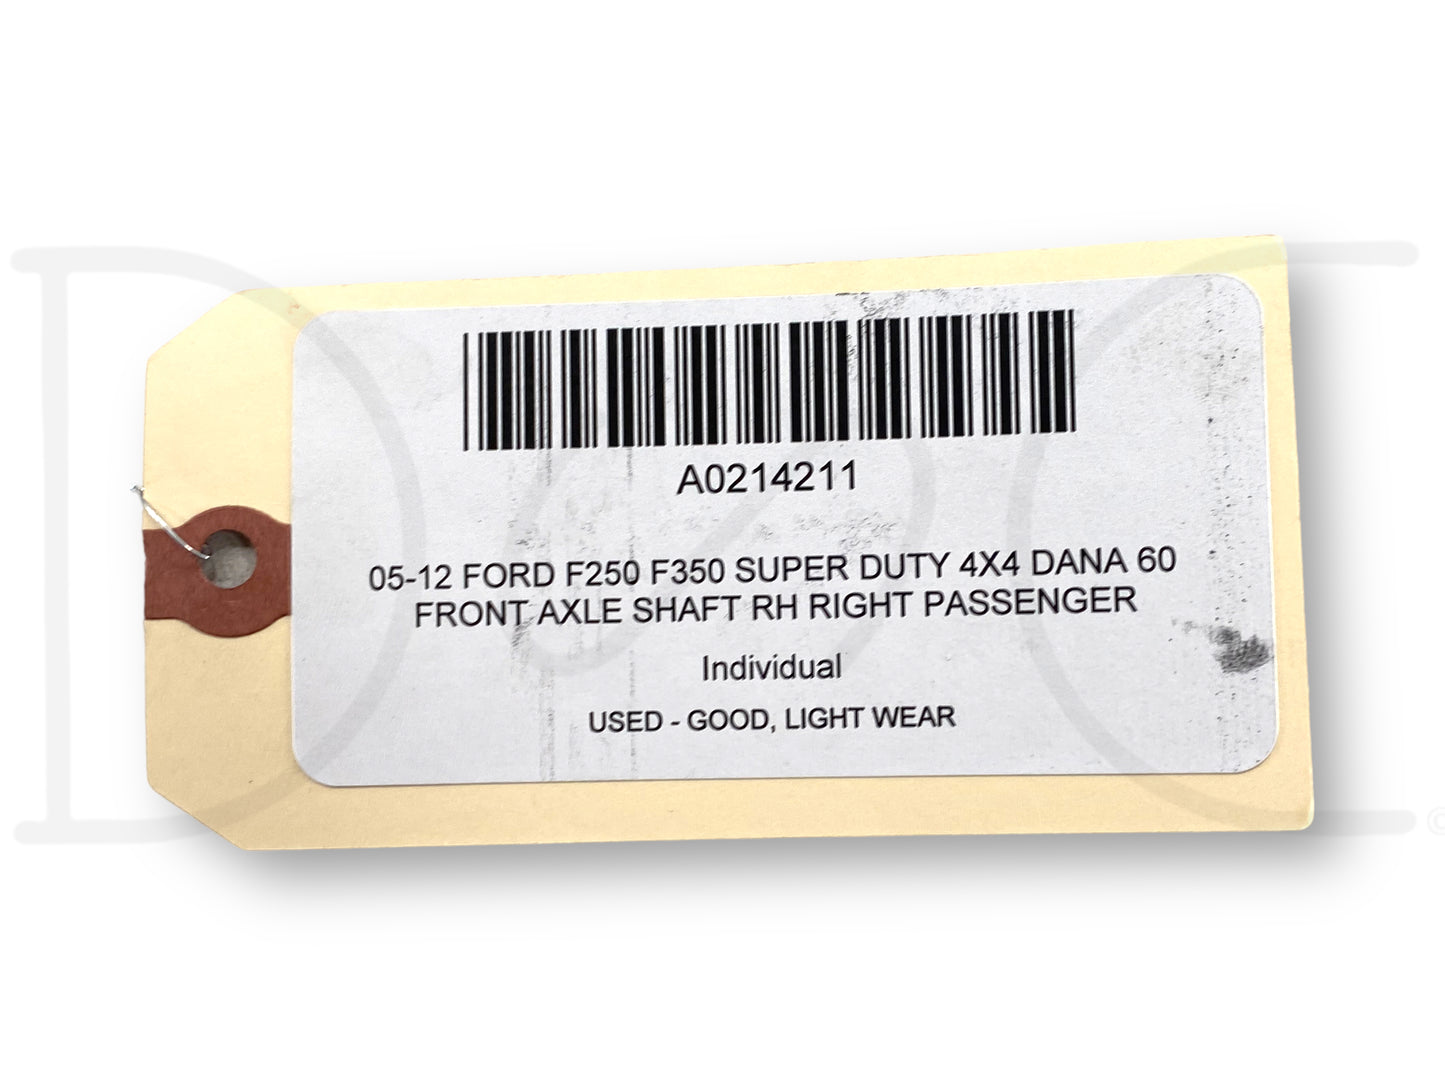 A0214211
05-12 FORD F250 F350 SUPER DUTY 4X4 DANA 60
FRONT AXLE SHAFT RH RIGHT PASSENGER
Individual
USED - GOOD, LIGHT WEAR
D&C
©